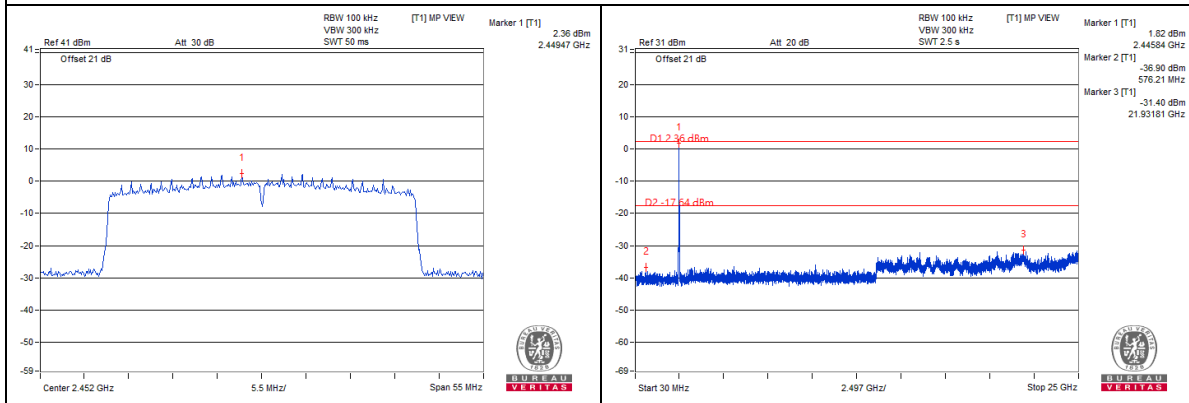 RBW 100 kHz [T1] MP VIEW
VBW 300 kHz
Ref 41 dBm Att 30 dB SWT 50 ms
Marker 1 [T1]
2.36 dBm
2.44947 GHz
Offset 21 dB
41
30
20
10
0
-10
-20
-30
-40
-50
-59
1
Center 2.452 GHz 5.5 MHz/ Span 55 MHz
BUREAU VERITAS
1828
BUREAU
VERITAS
RBW 100 kHz [T1] MP VIEW
VBW 300 kHz
Ref 31 dBm Att 20 dB SWT 2.5 s
Marker 1 [T1]
1.82 dBm
2.44584 GHz
Marker 2 [T1]
-36.90 dBm
576.21 MHz
Marker 3 [T1]
-31.40 dBm
21.93181 GHz
Offset 21 dB
31
20
10
0
-10
-20
-30
-40
-50
-60
-69
1
D1 2.36 dBm
D2 -17.64 dBm
2
3
Start 30 MHz 2.497 GHz/ Stop 25 GHz
BUREAU VERITAS
1828
BUREAU
VERITAS